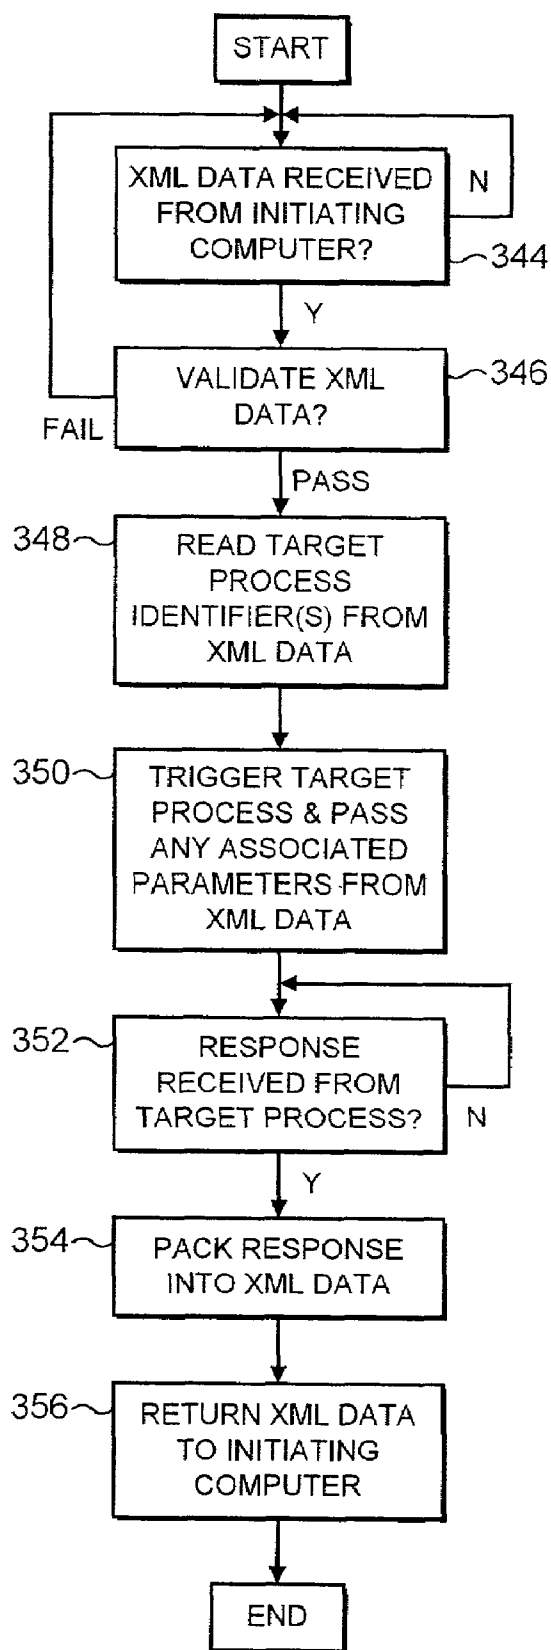 START
XML DATA RECEIVED
FROM INITIATING
COMPUTER?
N
344
Y
VALIDATE XML
DATA?
346
FAIL
PASS
348
READ TARGET
PROCESS
IDENTIFIER(S) FROM
XML DATA
350
TRIGGER TARGET
PROCESS & PASS
ANY ASSOCIATED
PARAMETERS FROM
XML DATA
352
RESPONSE
RECEIVED FROM
TARGET PROCESS?
N
Y
354
PACK RESPONSE
INTO XML DATA
356
RETURN XML DATA
TO INITIATING
COMPUTER
END